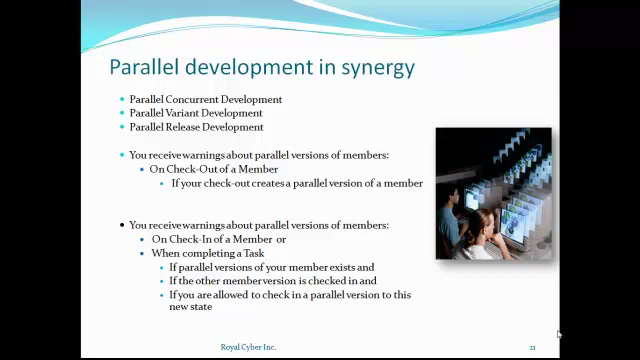 Parallel development in synergy
Parallel Concurrent Development
Parallel Variant Development
Parallel Release Development
You receive warnings about parallel versions of members:
On Check-Out of a Member
If your check-out creates a parallel version of a member
You receive warnings about parallel versions of members:
On Check-In of a Member or
When completing a Task
If parallel versions of your member exists and
If the other member version is checked in and
If you are allowed to check in a parallel version to this
new state
Royal Cyber Inc.
21